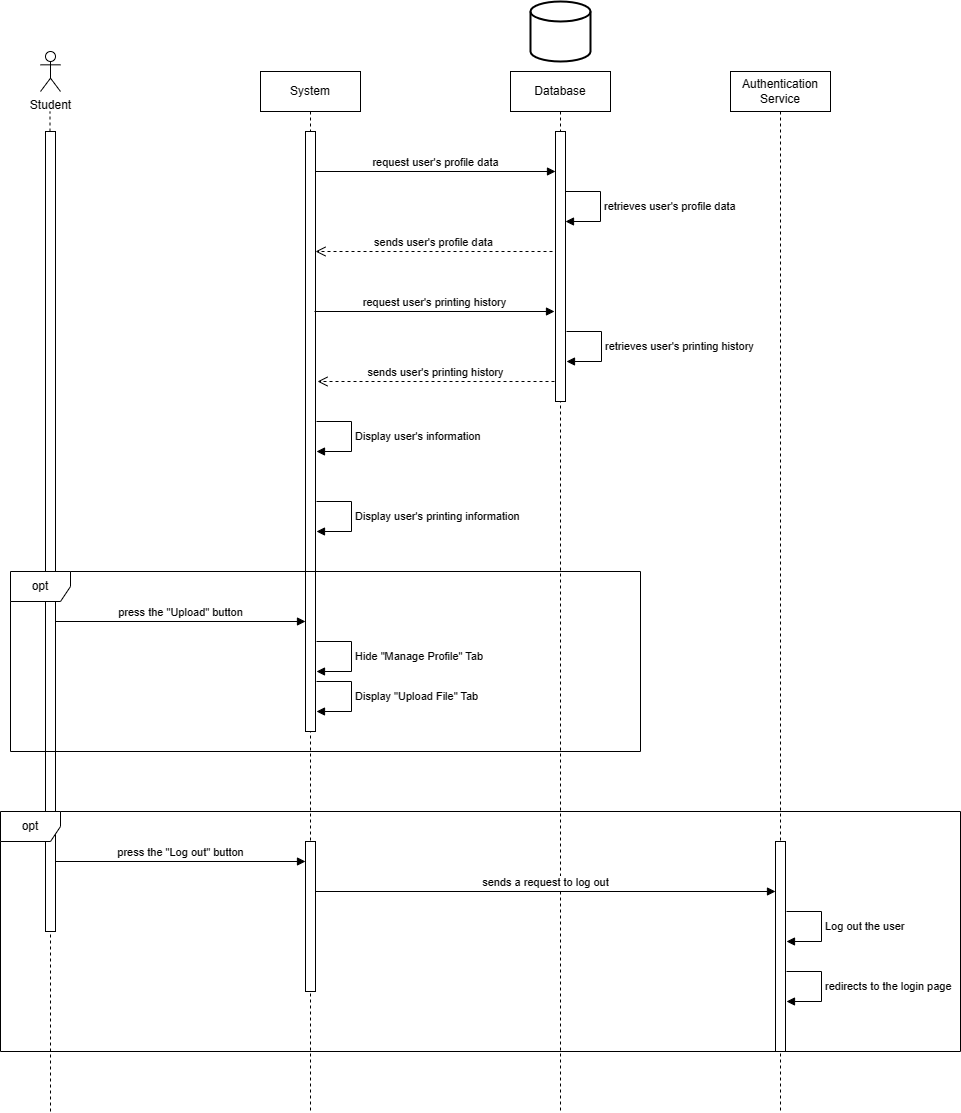 Student
System
Database
Authentication
Service
request user's profile data
retrieves user's profile data
sends user's profile data
request user's printing history
retrieves user's printing history
sends user's printing history
Display user's information
Display user's printing information
opt
press the "Upload" button
Hide "Manage Profile" Tab
Display "Upload File" Tab
opt
press the "Log out" button
sends a request to log out
Log out the user
redirects to the login page